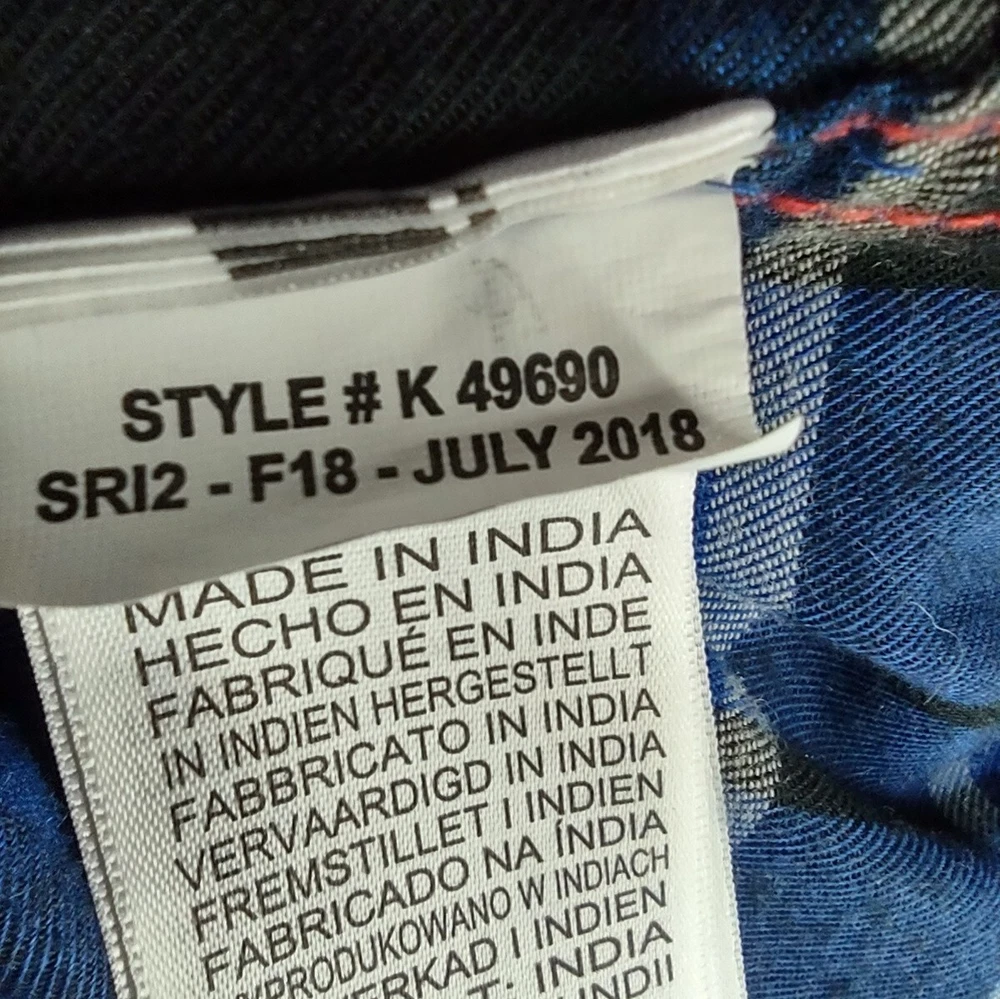 STYLE # K 49690
SRI2 - F18 - JULY 2018
MADE IN INDIA
HECHO EN INDIA
FABRIQUÉ EN INDE
IN INDIEN HERGESTELLT
FABBRICATO IN INDIA
VERVAARDIGD IN INDIA
FREMSTILLET I INDIEN
FABRICADO NA ÍNDIA
WYPRODUKOWANO W INDIACH
I INDIEN
INDIA